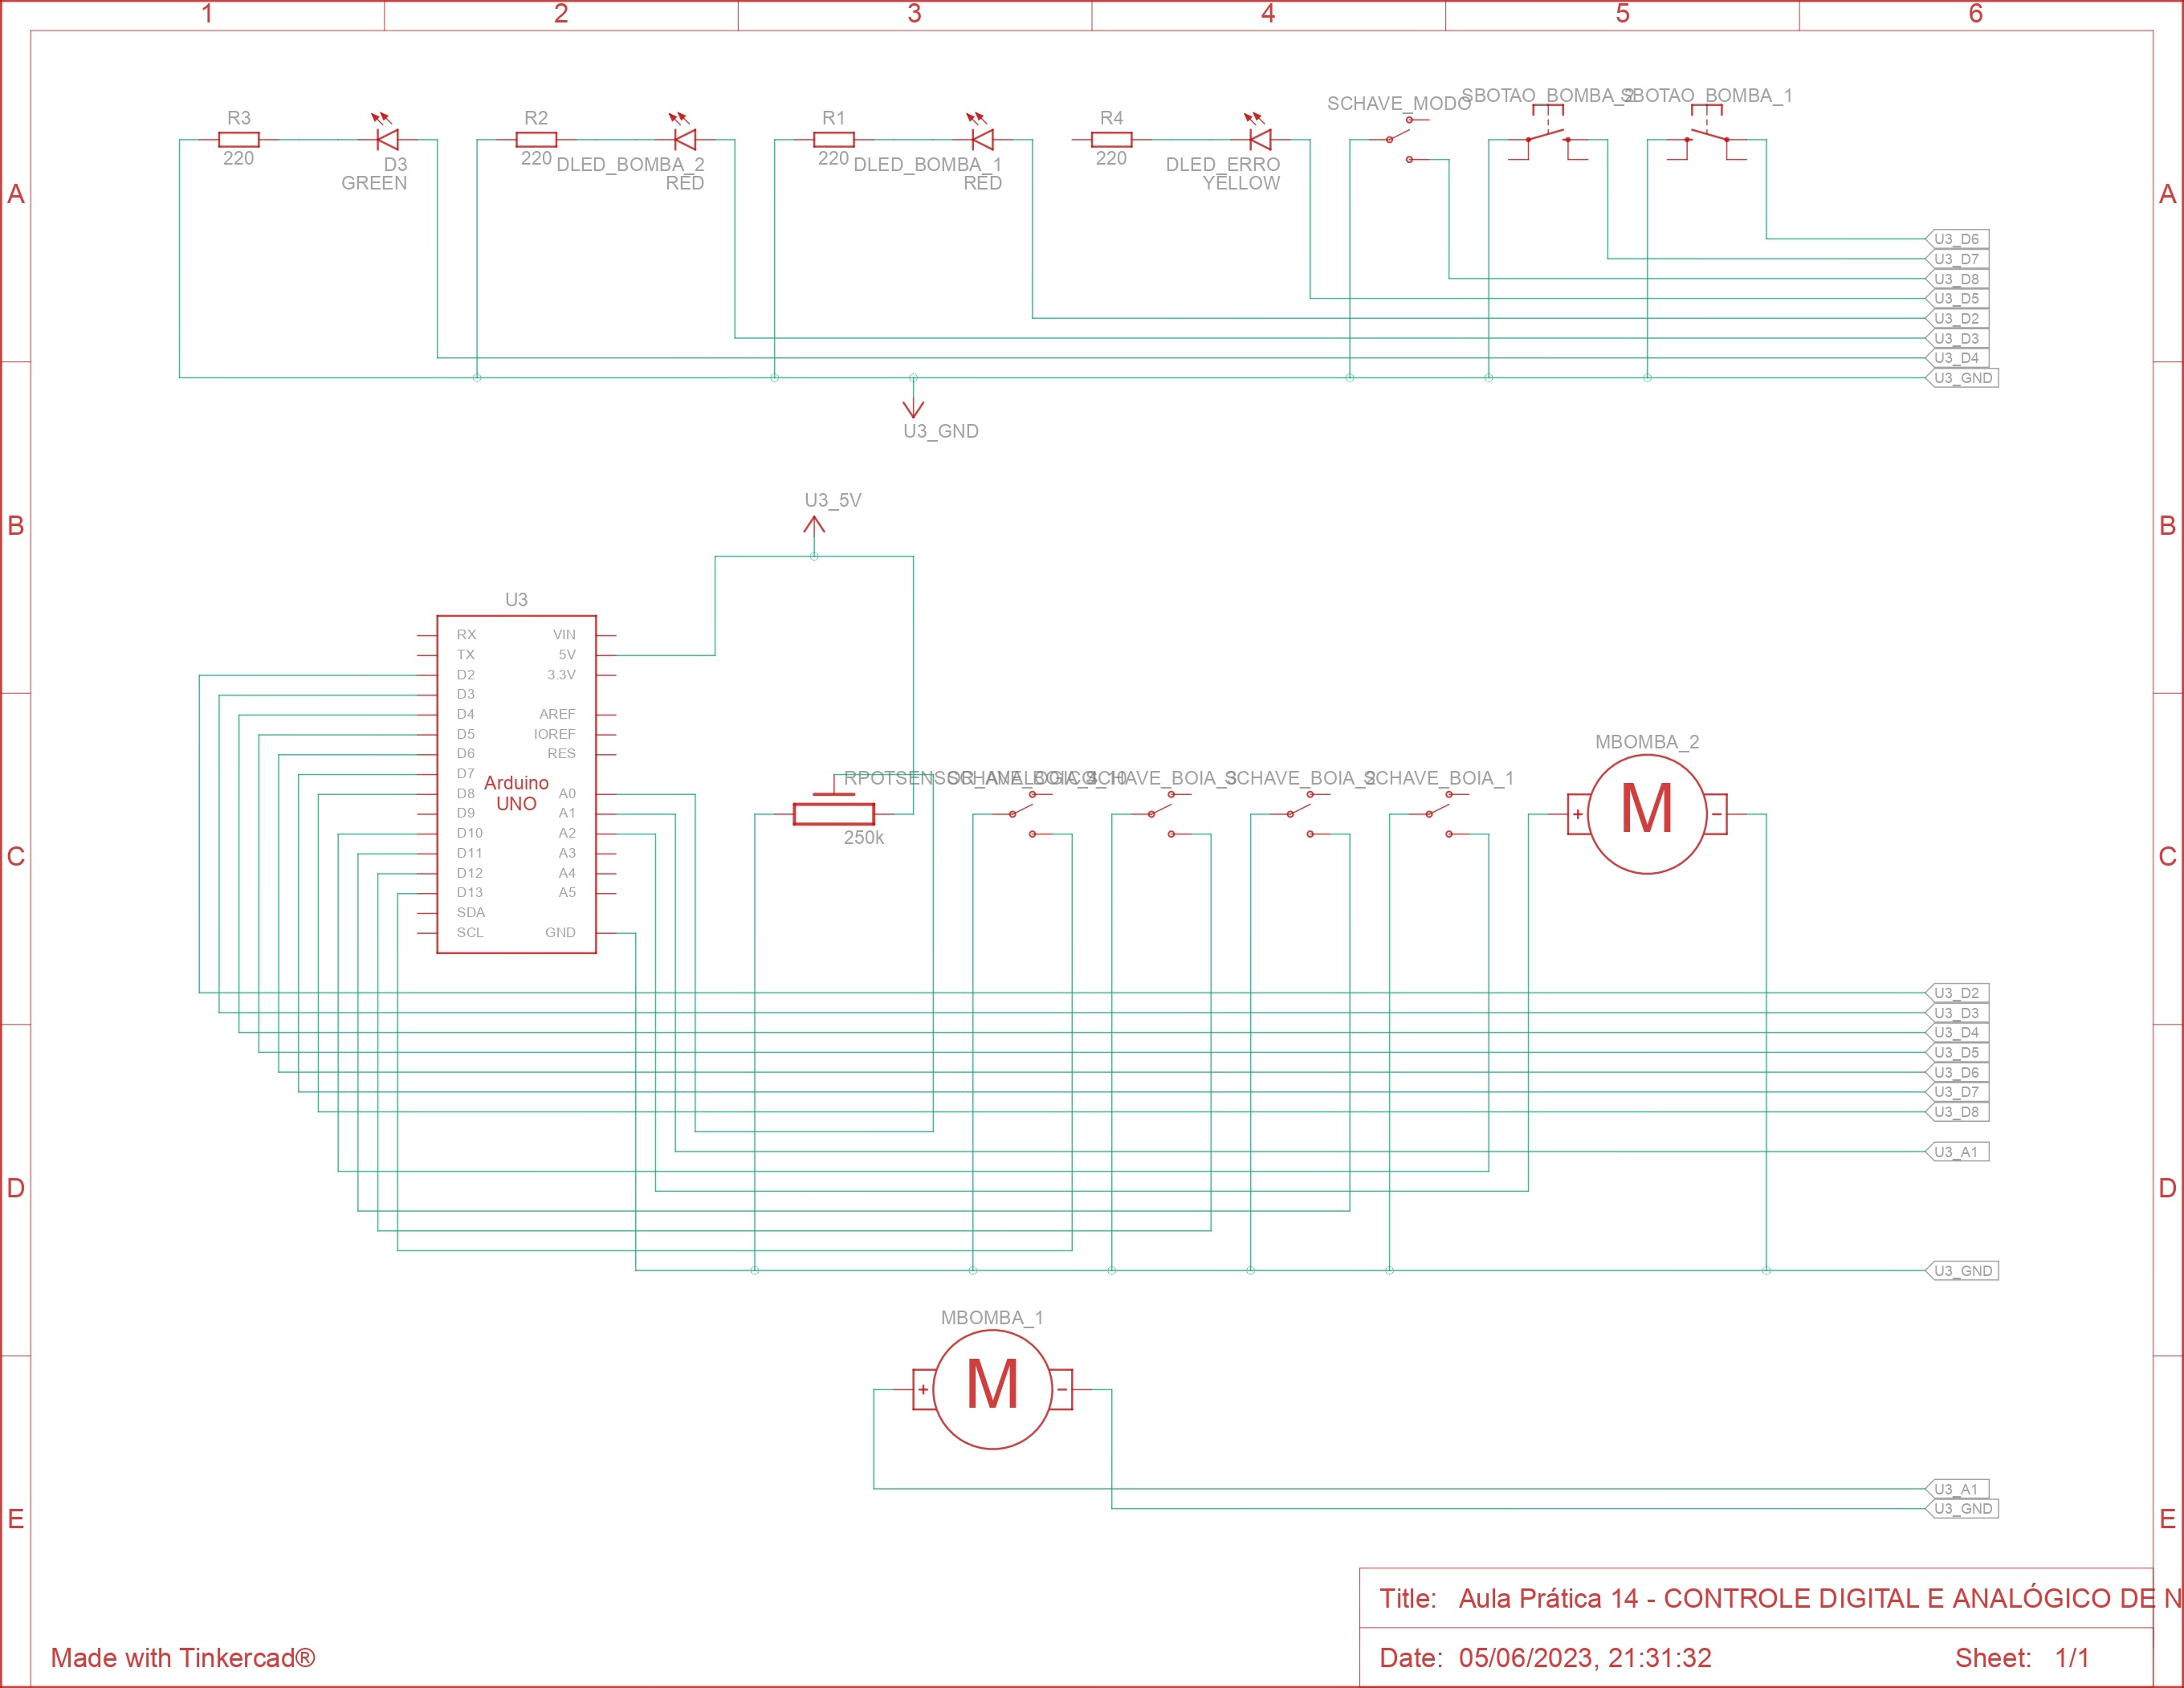 1 2 3 4 5 6
A A
B B
C C
D D
E E
R3
220
D3
GREEN
R2
220
DLED_BOMBA_2
RED
R1
220
DLED_BOMBA_1
RED
R4
220
DLED_ERRO
YELLOW
SCHAVE_MODO
SBOTAO_BOMBA_2
SBOTAO_BOMBA_1
U3_D6
U3_D7
U3_D8
U3_D5
U3_D2
U3_D3
U3_D4
U3_GND
U3_GND
U3_5V
U3
RX VIN
TX 5V
D2 3.3V
D3
D4 AREF
D5 IOREF
D6 RES
D7
Arduino
UNO
D8 A0
D9 A1
D10 A2
D11 A3
D12 A4
D13 A5
SDA
SCL GND
250k
SCHAVE_BOIA_3
SCHAVE_BOIA_2
SCHAVE_BOIA_1
MBOMBA_2
+ M -
U3_D2
U3_D3
U3_D4
U3_D5
U3_D6
U3_D7
U3_D8
U3_A1
U3_GND
MBOMBA_1
+ M -
U3_A1
U3_GND
Title: Aula Prática 14 - CONTROLE DIGITAL E ANALÓGICO DE N
Date: 05/06/2023, 21:31:32 Sheet: 1/1
Made with Tinkercad®